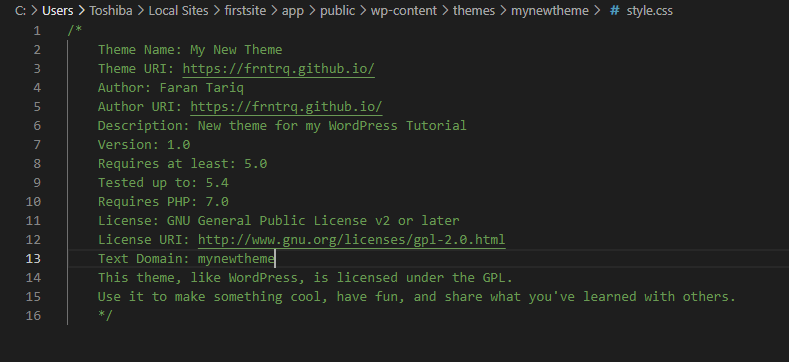 C: > Users > Toshiba > Local Sites > firstsite > app > public > wp-content > themes > mynewtheme > # style.css
1 /*
2 Theme Name: My New Theme
3 Theme URI: https://frntrq.github.io/
4 Author: Faran Tariq
5 Author URI: https://frntrq.github.io/
6 Description: New theme for my WordPress Tutorial
7 Version: 1.0
8 Requires at least: 5.0
9 Tested up to: 5.4
10 Requires PHP: 7.0
11 License: GNU General Public License v2 or later
12 License URI: http://www.gnu.org/licenses/gpl-2.0.html
13 Text Domain: mynewtheme
14 This theme, like WordPress, is licensed under the GPL.
15 Use it to make something cool, have fun, and share what you've learned with others.
16 */